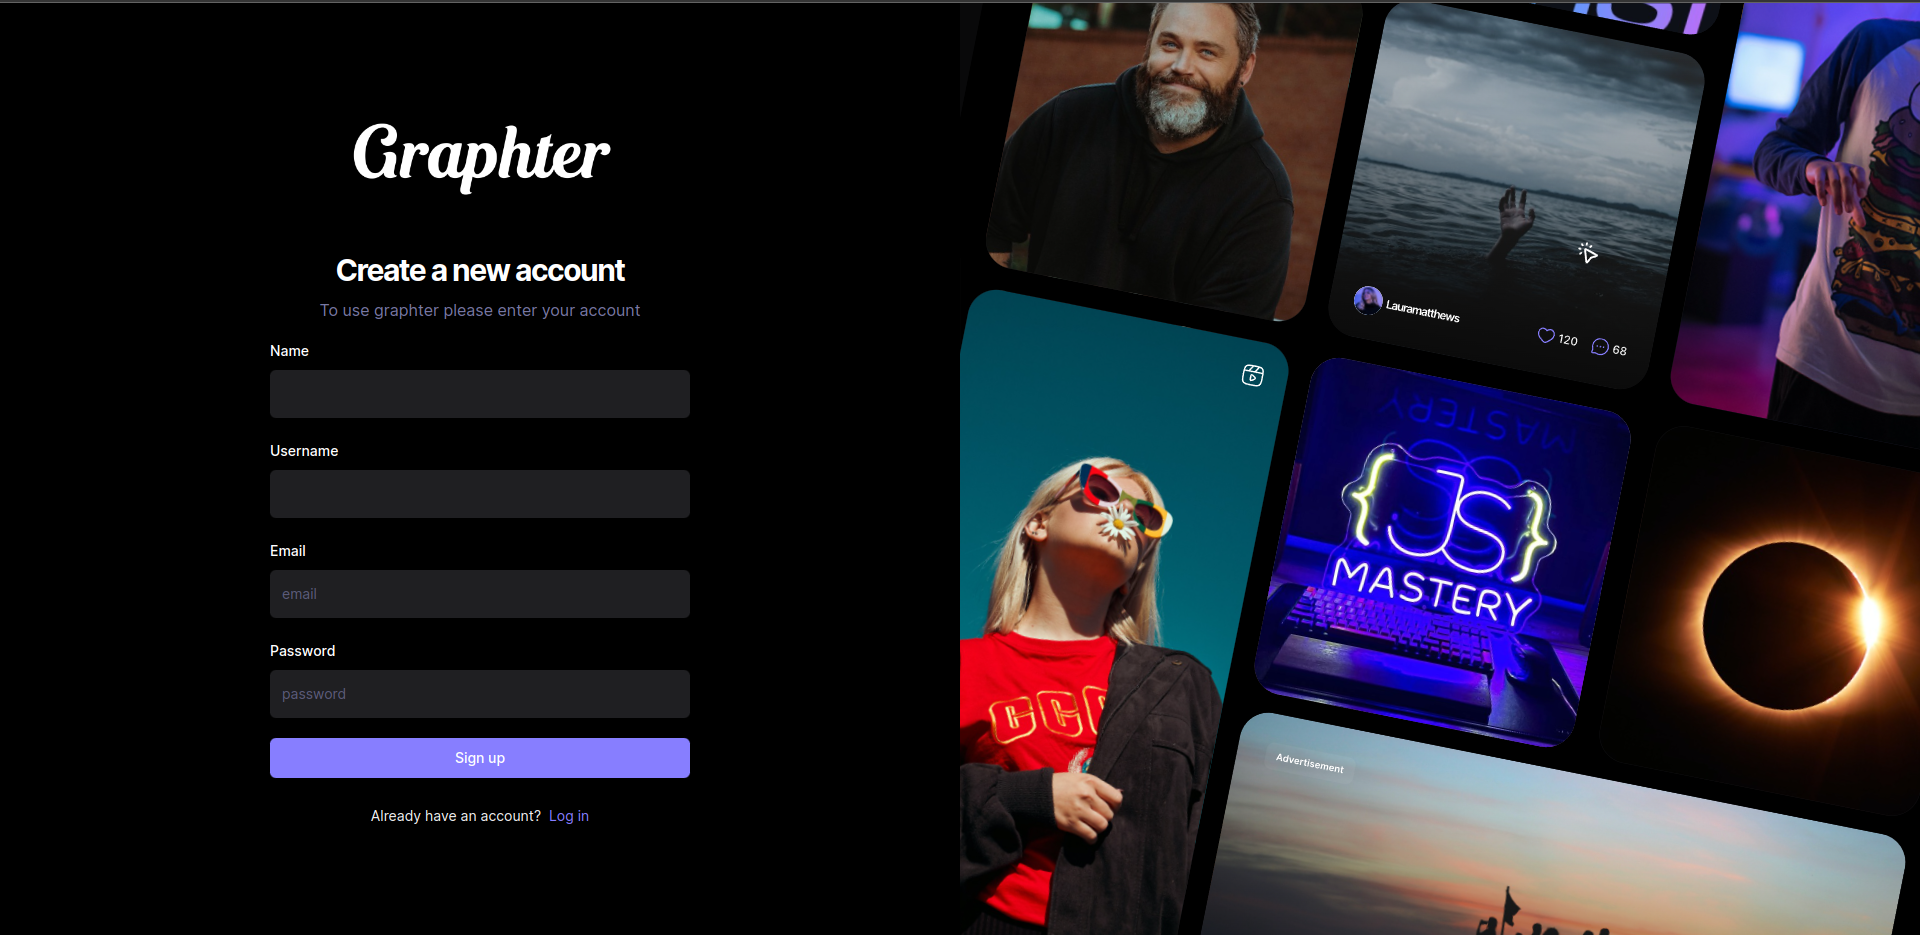 Graphter
Create a new account
To use graphter please enter your account
Name
Username
Email
email
Password
password
Sign up
Already have an account? Log in
Lauramatthews
120 68
MASTERY
{JS}
MASTERY
CCC
Advertisement